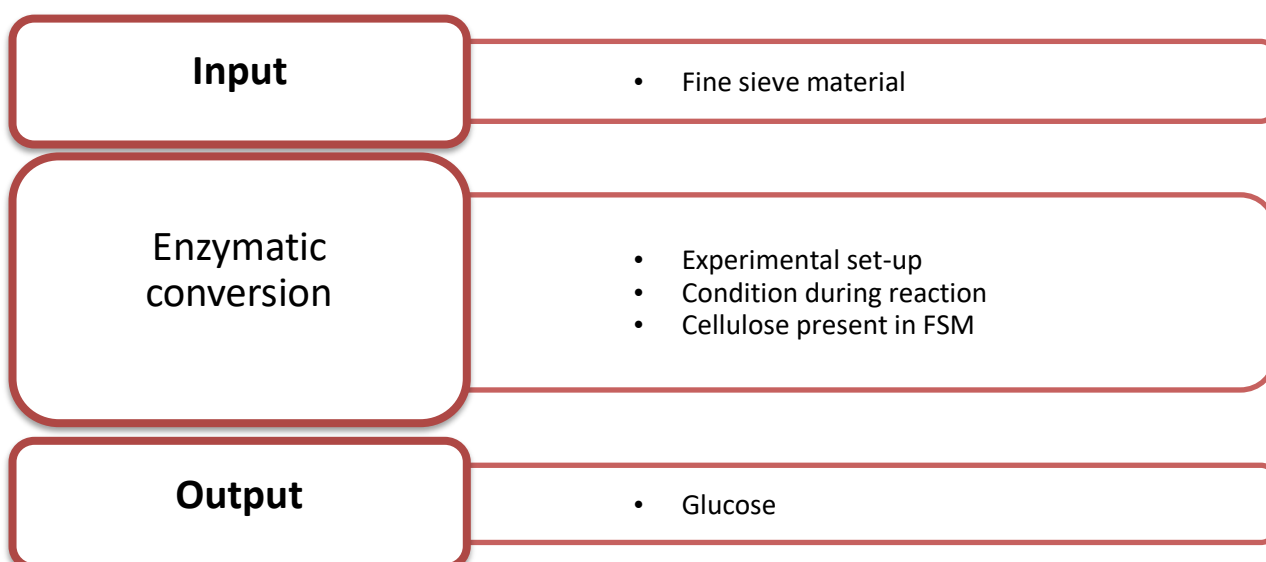 Input
• Fine sieve material
Enzymatic
conversion
• Experimental set-up
• Condition during reaction
• Cellulose present in FSM
Output
• Glucose